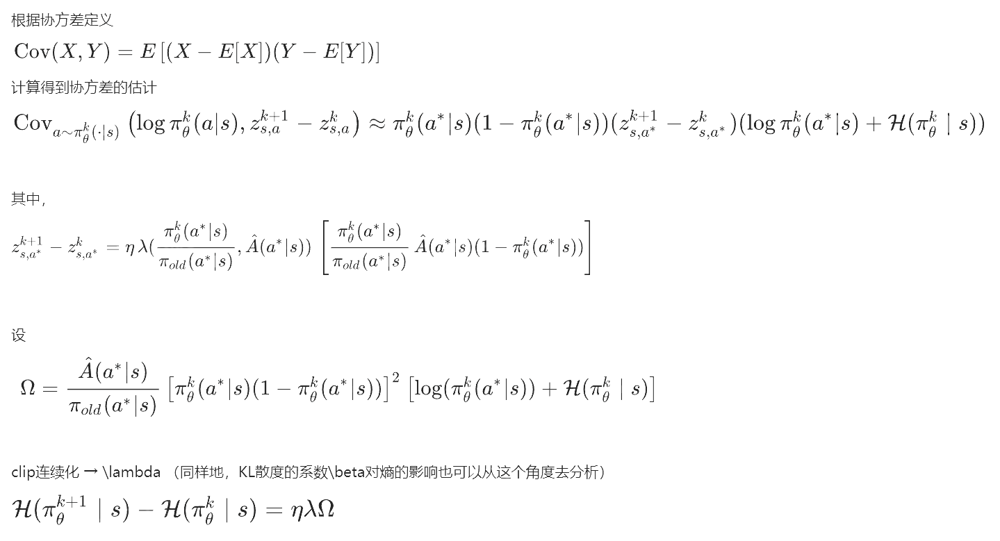 根据协方差定义
Cov(X, Y) = E [(X − E[X])(Y − E[Y])]
计算得到协方差的估计
\mathrm{Cov}_{a \sim \pi_\theta^k(\cdot|s)} \left( \log \pi_\theta^k(a|s), z_{s,a}^{k+1} - z_{s,a}^k \right) \approx \pi_\theta^k(a^*|s)(1 - \pi_\theta^k(a^*|s))(z_{s,a^*}^{k+1} - z_{s,a^*}^k)(\log \pi_\theta^k(a^*|s) + \mathcal{H}(\pi_\theta^k \mid s))
其中，
z_{s,a^*}^{k+1} - z_{s,a^*}^k = \eta \, \lambda(\frac{\pi_\theta^k(a^*|s)}{\pi_{old}(a^*|s)}, \hat{A}(a^*|s)) \left[ \frac{\pi_\theta^k(a^*|s)}{\pi_{old}(a^*|s)} \hat{A}(a^*|s)(1 - \pi_\theta^k(a^*|s)) \right]
设
\Omega = \frac{\hat{A}(a^*|s)}{\pi_{old}(a^*|s)} \left[ \pi_\theta^k(a^*|s)(1 - \pi_\theta^k(a^*|s)) \right]^2 \left[ \log(\pi_\theta^k(a^*|s)) + \mathcal{H}(\pi_\theta^k \mid s) \right]
clip连续化 → \lambda （同样地，KL散度的系数\beta对熵的影响也可以从这个角度去分析）
\mathcal{H}(\pi_\theta^{k+1} \mid s) - \mathcal{H}(\pi_\theta^k \mid s) = \eta \lambda \Omega